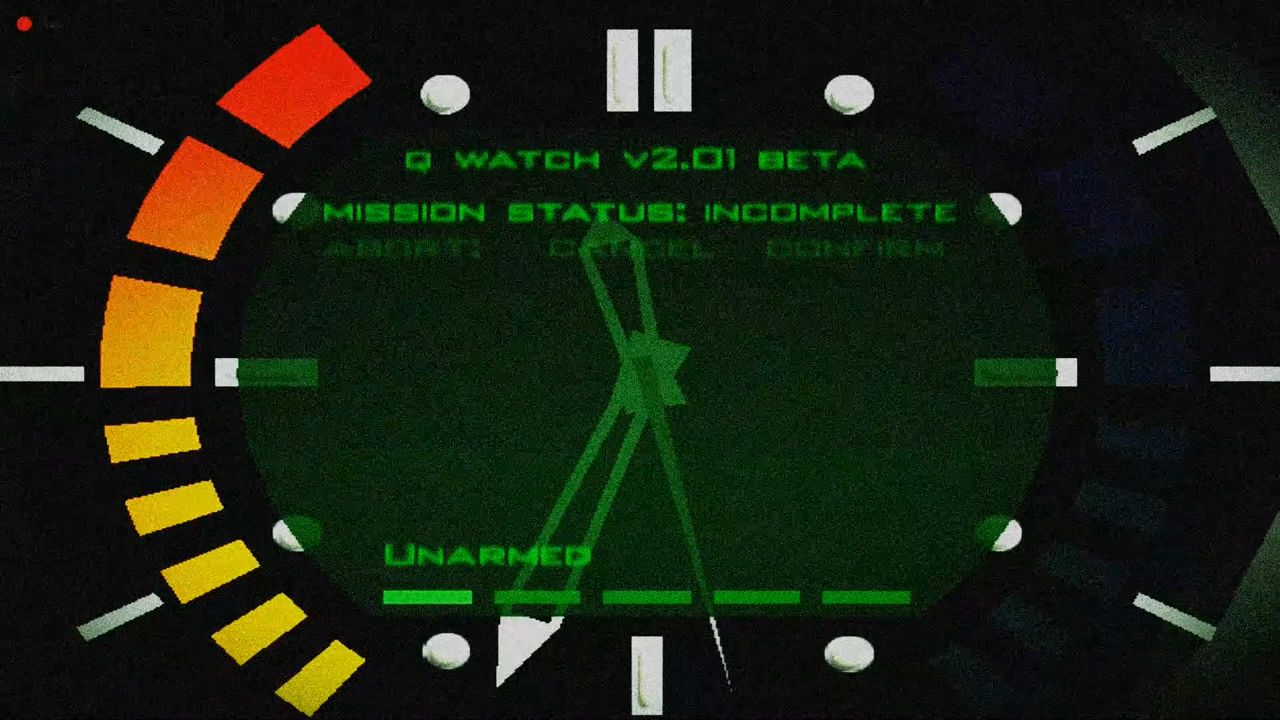 Q WATCH v2.01 BETA
MISSION STATUS: INCOMPLETE
ABORT: CANCEL CONFIRM
UNARMED